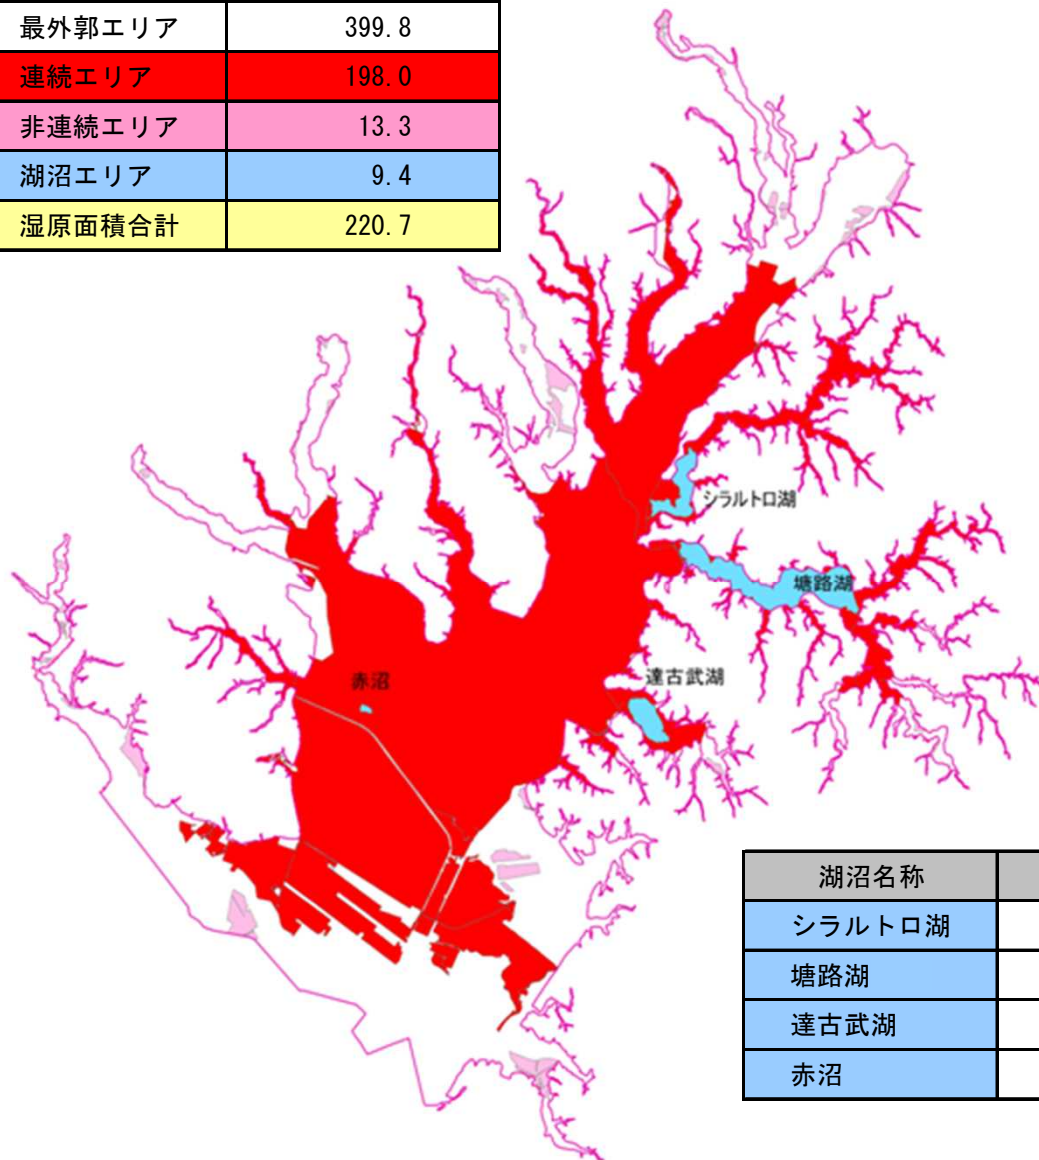 最外郭エリア 399.8
連続エリア 198.0
非連続エリア 13.3
湖沼エリア 9.4
湿原面積合計 220.7
シラルトロ湖
塘路湖
達古武湖
赤沼
湖沼名称
シラルトロ湖
塘路湖
達古武湖
赤沼